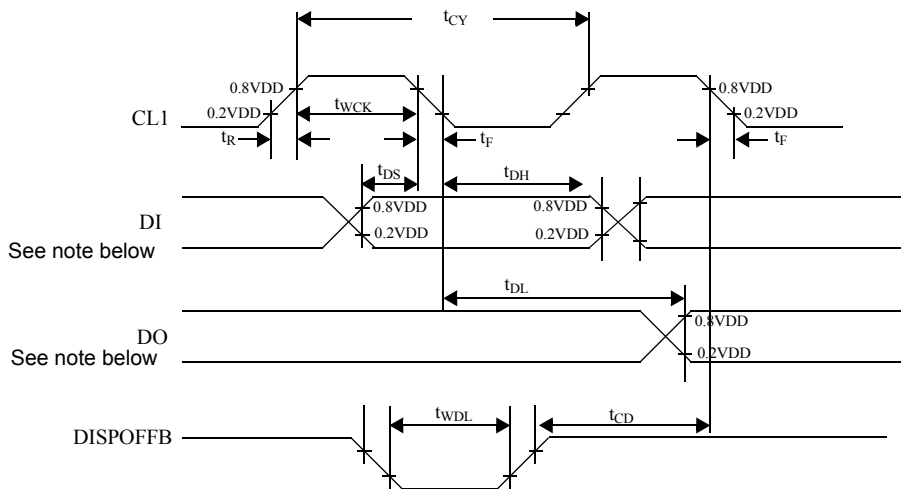 tCY
0.8VDD
0.8VDD
tWCK
0.2VDD
0.2VDD
CL1
tR
tF
tF
tDS
tDH
0.8VDD
0.8VDD
DI
0.2VDD
0.2VDD
See note below
tDL
0.8VDD
DO
See note below
0.2VDD
tWDL
tCD
DISPOFFB